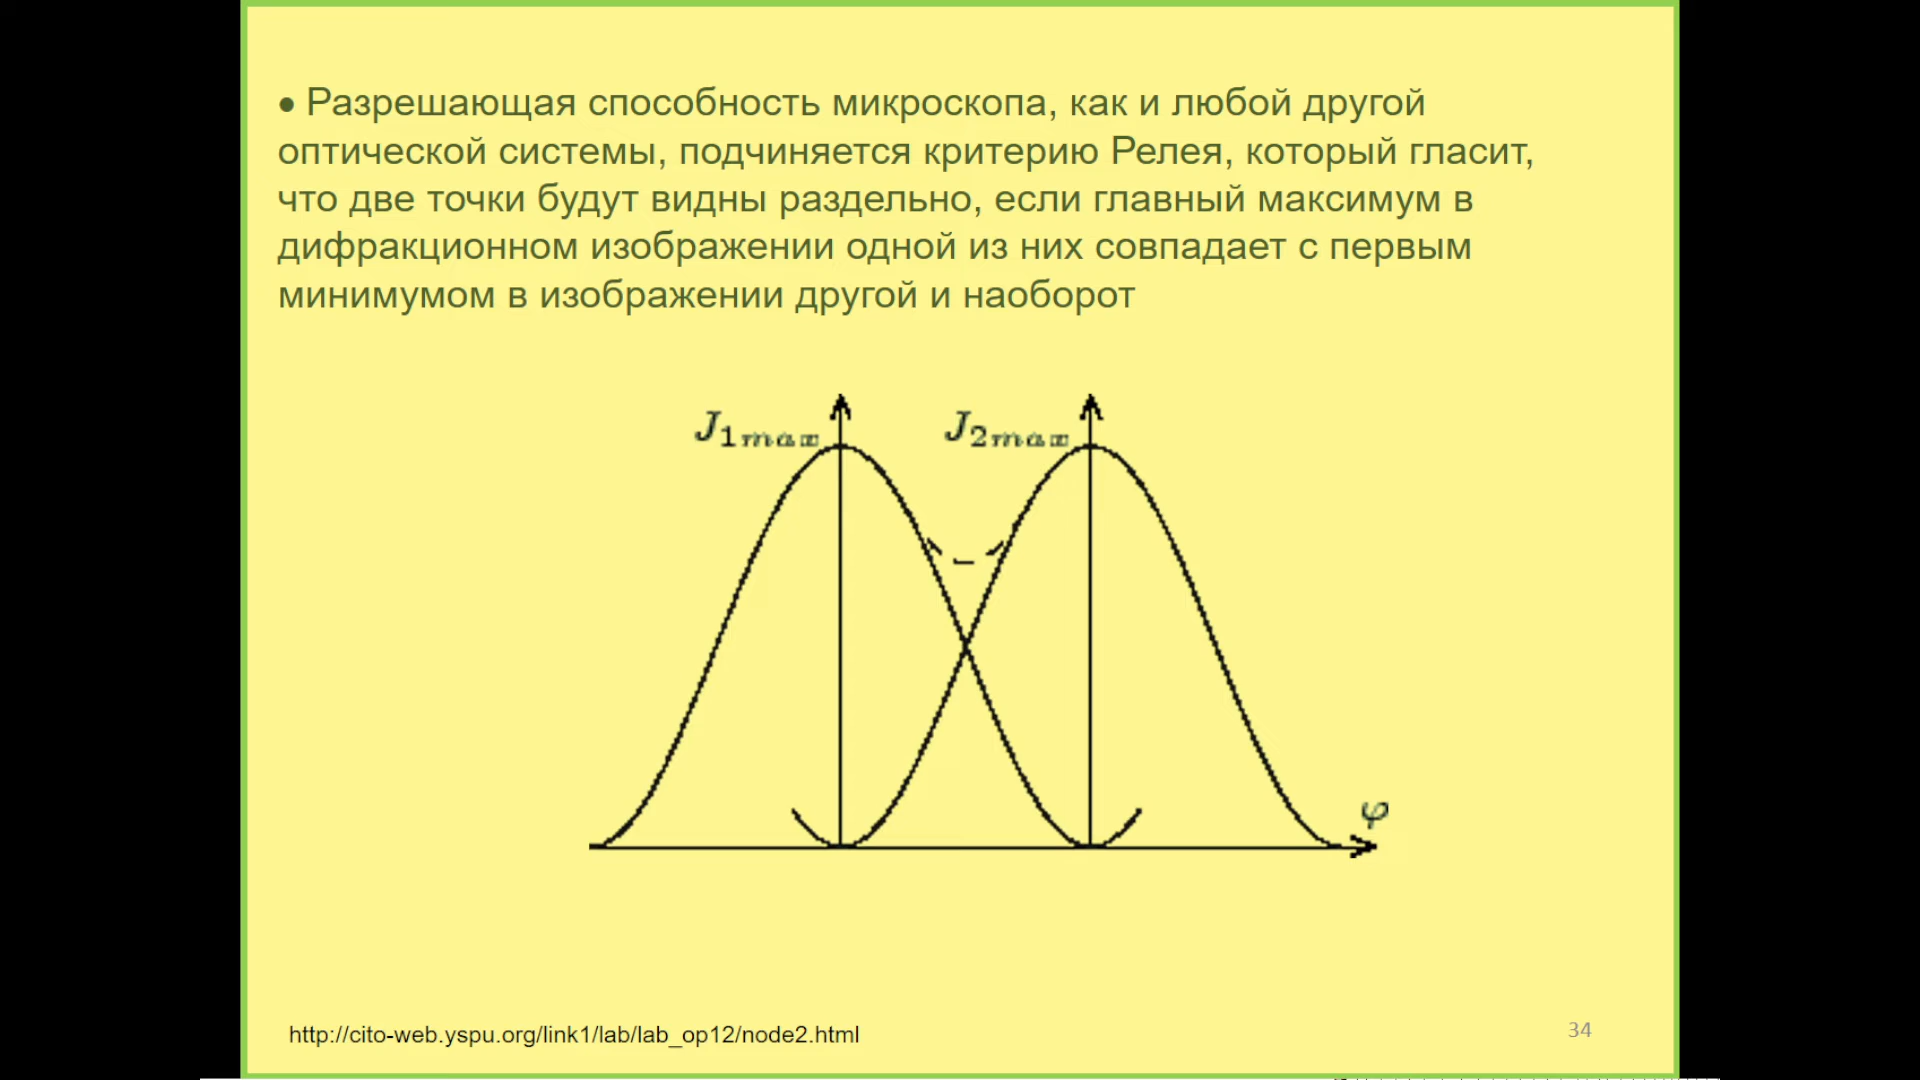 • Разрешающая способность микроскопа, как и любой другой
оптической системы, подчиняется критерию Релея, который гласит,
что две точки будут видны раздельно, если главный максимум в
дифракционном изображении одной из них совпадает с первым
минимумом в изображении другой и наоборот
J1max J2max
φ
http://cito-web.yspu.org/link1/lab/lab_op12/node2.html
34